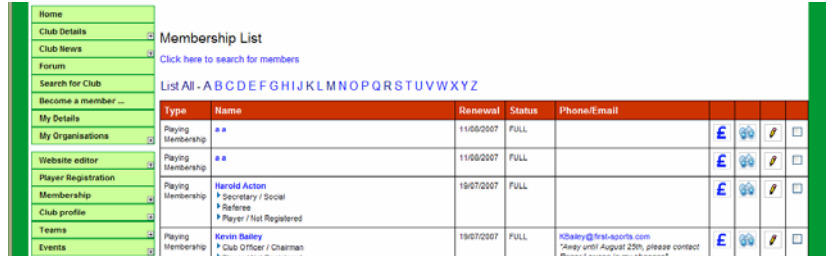 Home
Club Details
Club News
Forum
Search for Club
Become a member ...
My Details
My Organisations
Website editor
Player Registration
Membership
Club profile
Teams
Events
Membership List
Click here to search for members
List All - A B C D E F G H I J K L M N O P Q R S T U V W X Y Z
Type Name Renewal Status Phone/Email
Playing Membership a a 11/08/2007 FULL £
Playing Membership a a 11/08/2007 FULL £
Playing Membership Harold Acton 19/07/2007 FULL £
Secretary / Social
Referee
Player / Not Registered
Playing Membership Kevin Bailey 19/07/2007 FULL KBailey@first-sports.com £
Club Officer / Chairman "Away until August 25th, please contact